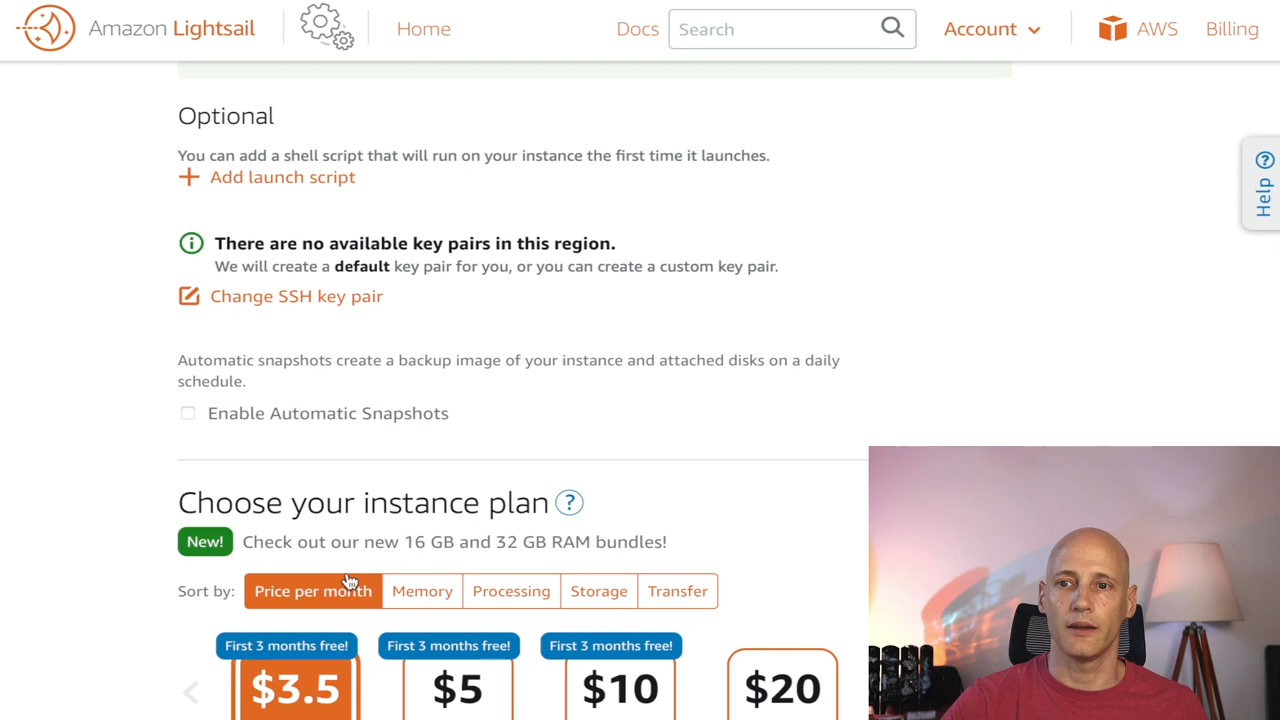 Amazon Lightsail
Home
Docs
Search
Account
AWS
Billing
Help
Optional
You can add a shell script that will run on your instance the first time it launches.
Add launch script
There are no available key pairs in this region.
We will create a default key pair for you, or you can create a custom key pair.
Change SSH key pair
Automatic snapshots create a backup image of your instance and attached disks on a daily
schedule.
Enable Automatic Snapshots
Choose your instance plan ?
New! Check out our new 16 GB and 32 GB RAM bundles!
Sort by: Price per month Memory Processing Storage Transfer
First 3 months free! First 3 months free! First 3 months free!
$3.5 $5 $10 $20